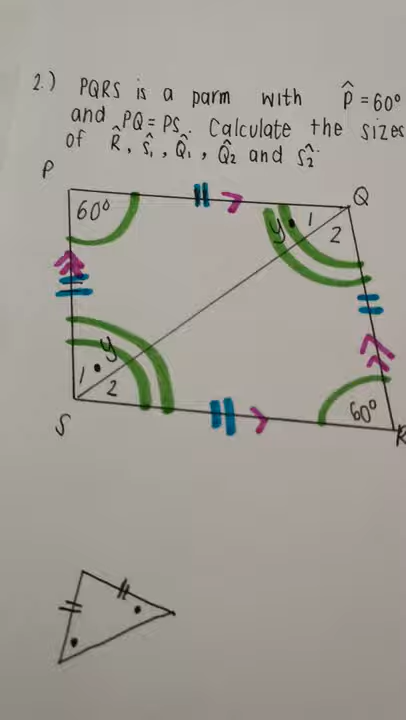 2.) PQRS is a parm with P̂ = 60°
and PQ = PS. Calculate the sizes
of R̂, Ŝ₁, Q̂₁, Q̂₂ and Ŝ₂.
P
Q
60°
y 1
2
y
1 2
60°
S
R